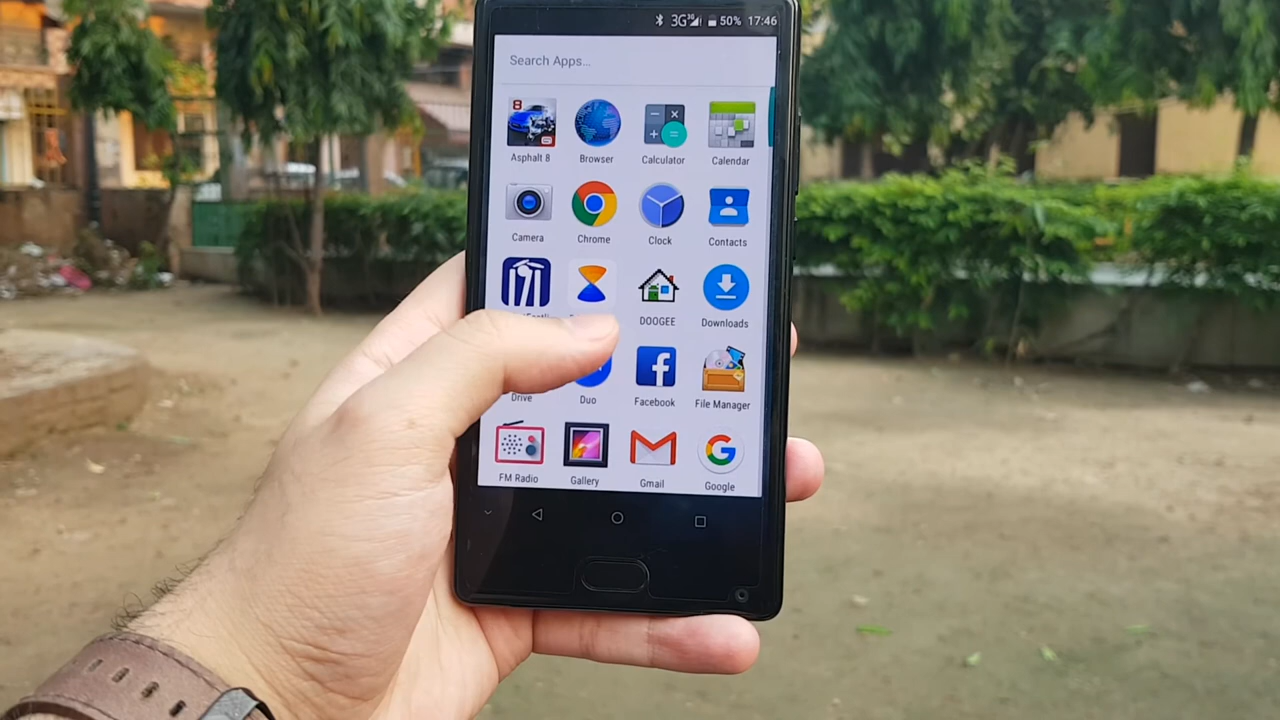 3G 3G 50% 17:46
Search Apps...
8
Asphalt 8 Browser Calculator Calendar
Camera Chrome Clock Contacts
DOOGEE Downloads
Drive Duo Facebook File Manager
FM Radio Gallery Gmail Google